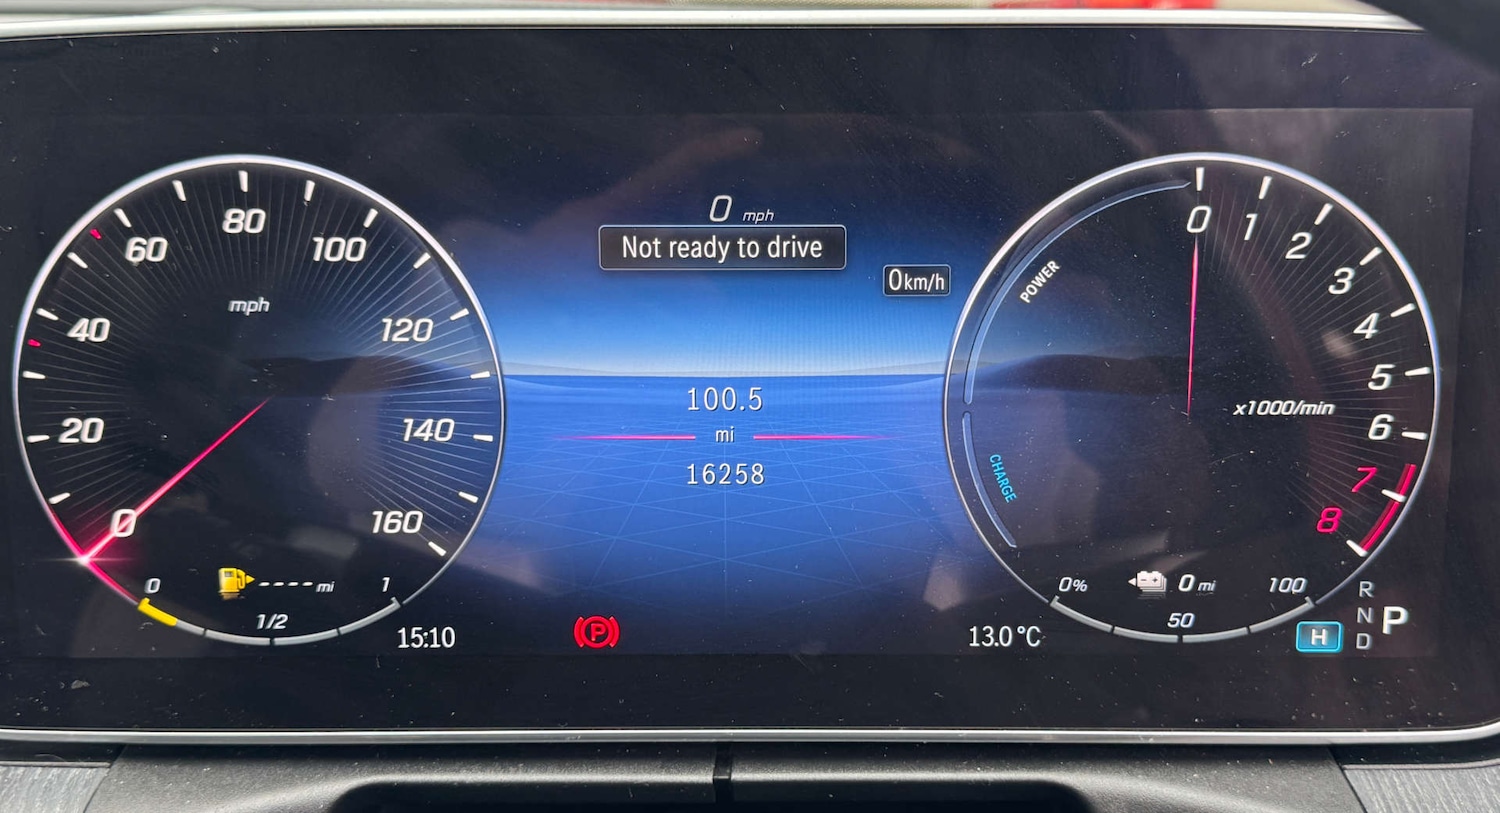 0 mph
Not ready to drive
0 km/h
0
20
40
60
80
100
120
140
160
mph
100.5
mi
16258
POWER
CHARGE
0
1
2
3
4
5
6
7
8
x1000/min
0 ---- mi 1
1/2
15:10
P
13.0 °C
0% 0 mi 100
50
H
R
N
D
P